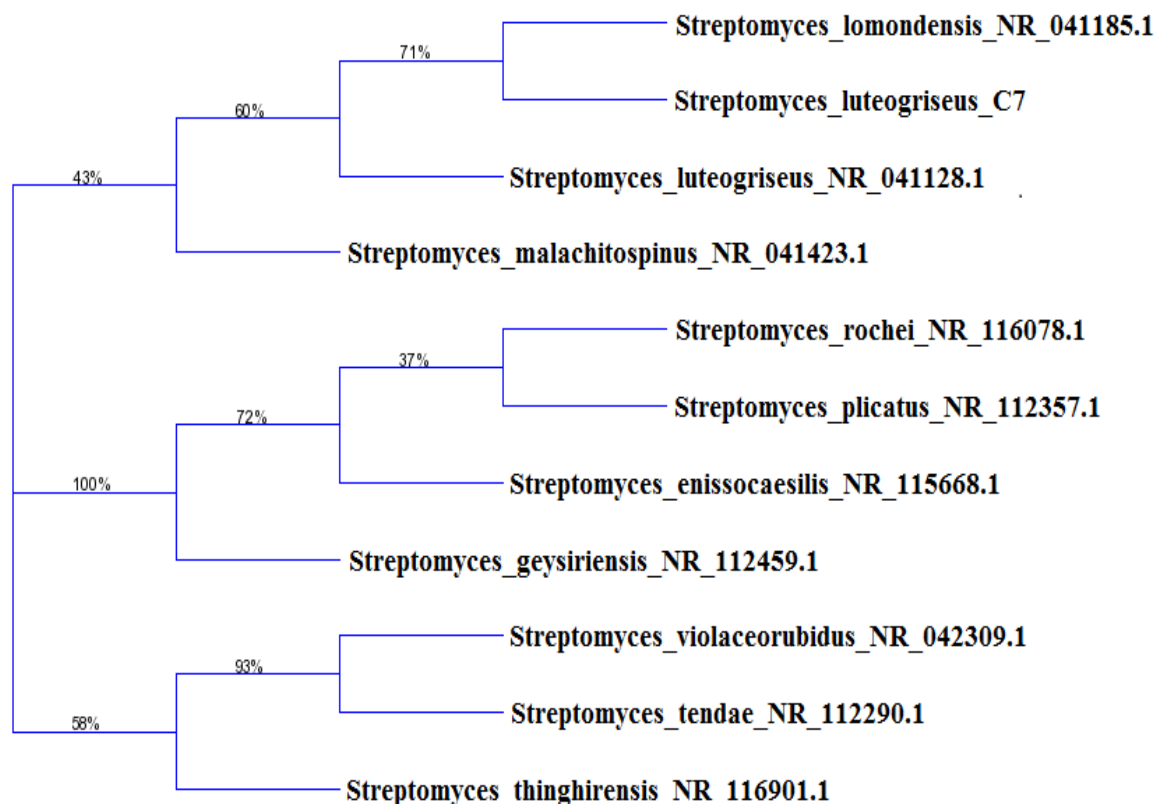 Streptomyces_lomondensis_NR_041185.1
71%
Streptomyces_luteogriseus_C7
60%
Streptomyces_luteogriseus_NR_041128.1
43%
Streptomyces_malachitospinus_NR_041423.1
Streptomyces_rochei_NR_116078.1
37%
Streptomyces_plicatus_NR_112357.1
72%
Streptomyces_enissocaesilis_NR_115668.1
100%
Streptomyces_geysiriensis_NR_112459.1
Streptomyces_violaceorubidus_NR_042309.1
93%
Streptomyces_tendae_NR_112290.1
58%
Streptomyces_thinghirensis_NR_116901.1